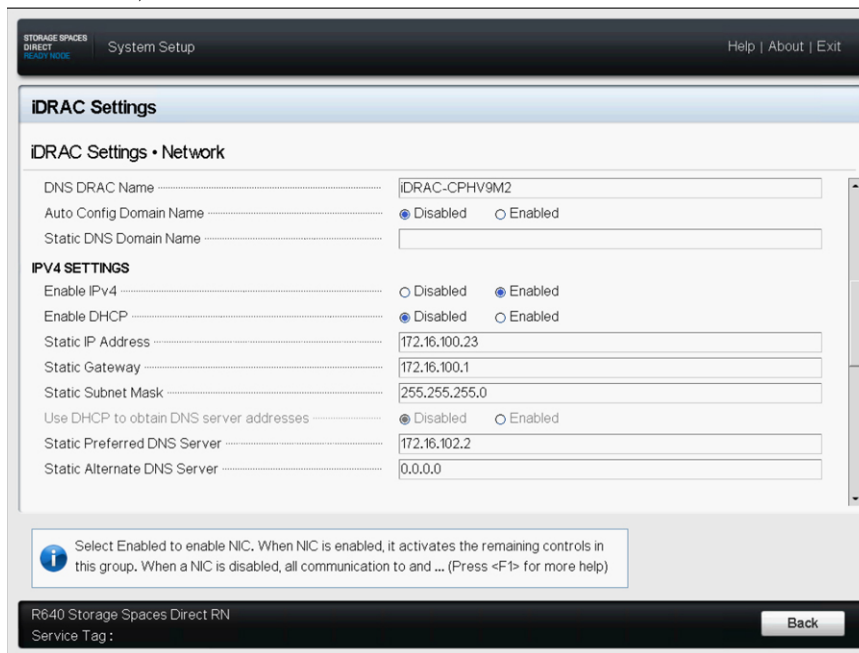 STORAGE SPACES
DIRECT
READY NODE
System Setup
Help | About | Exit
iDRAC Settings
iDRAC Settings • Network
DNS DRAC Name iDRAC-CPHV9M2
Auto Config Domain Name Disabled Enabled
Static DNS Domain Name
IPV4 SETTINGS
Enable IPv4 Disabled Enabled
Enable DHCP Disabled Enabled
Static IP Address 172.16.100.23
Static Gateway 172.16.100.1
Static Subnet Mask 255.255.255.0
Use DHCP to obtain DNS server addresses Disabled Enabled
Static Preferred DNS Server 172.16.102.2
Static Alternate DNS Server 0.0.0.0
Select Enabled to enable NIC. When NIC is enabled, it activates the remaining controls in
this group. When a NIC is disabled, all communication to and ... (Press <F1> for more help)
R640 Storage Spaces Direct RN
Service Tag :
Back